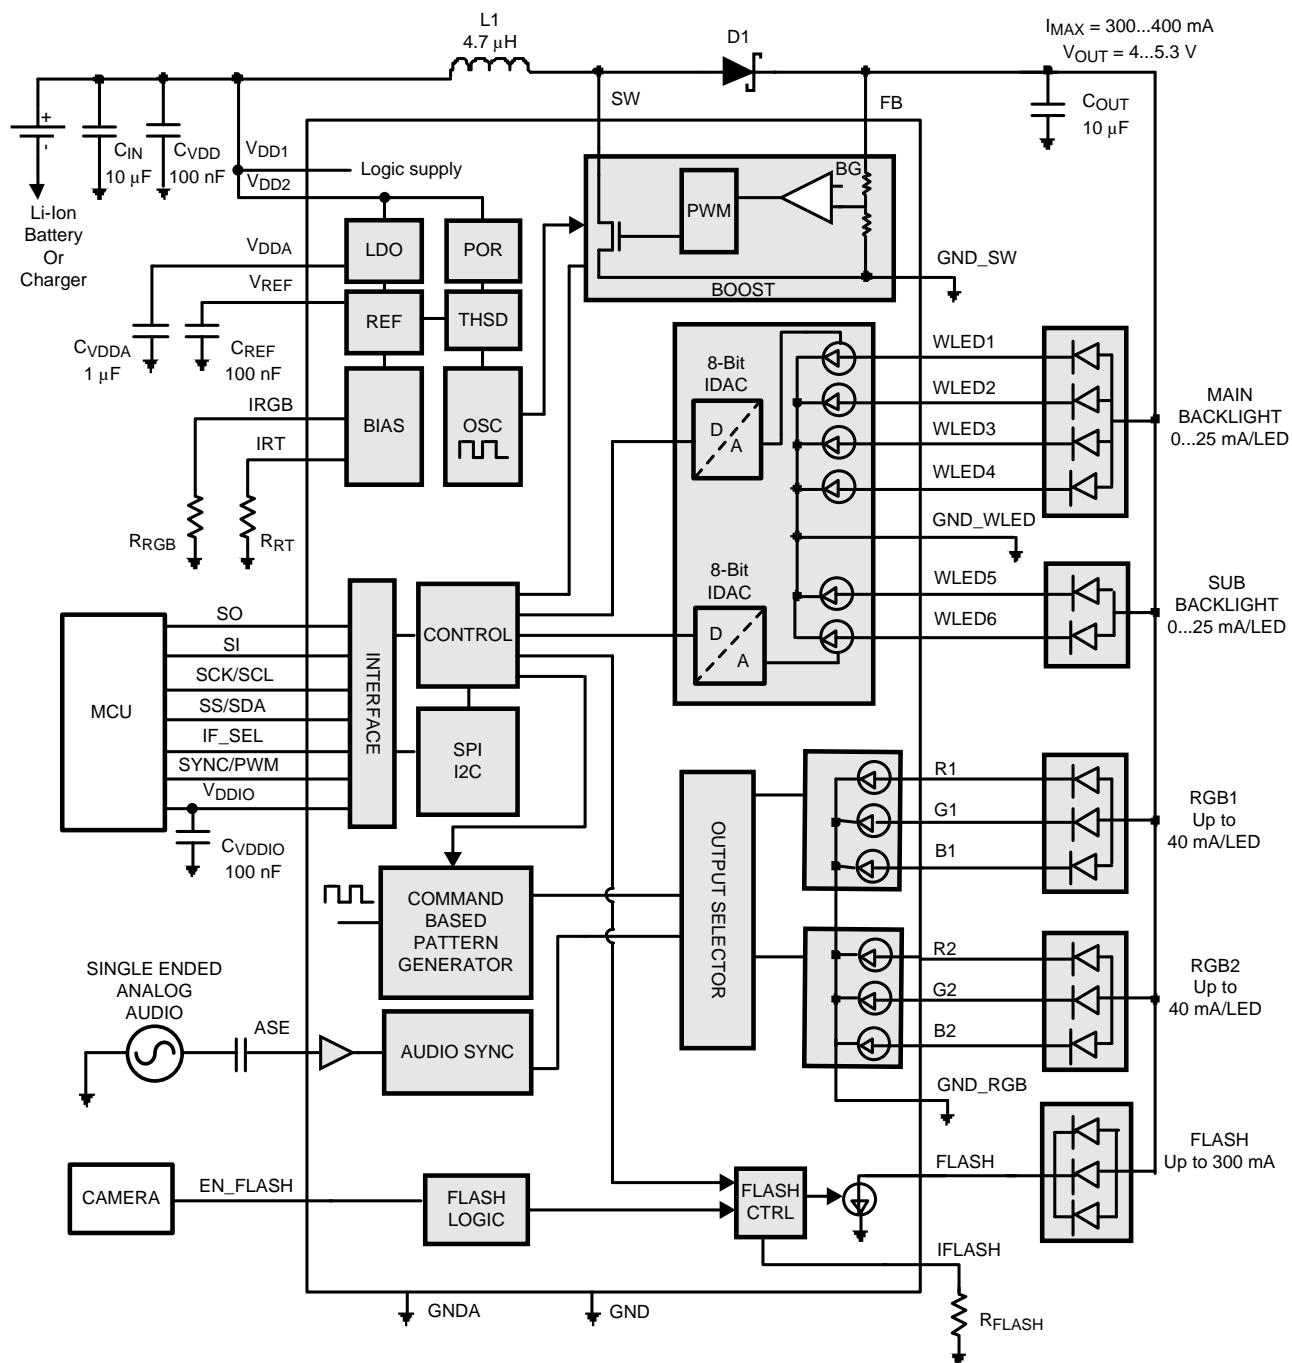 L1
4.7 μH
D1
IMAX = 300...400 mA
VOUT = 4...5.3 V
SW
FB
COUT
10 μF
+
-
CIN
10 μF
CVDD
100 nF
VDD1
Logic supply
VDD2
Li-Ion
Battery
Or
Charger
BG
PWM
BOOST
GND_SW
VDDA
LDO
POR
VREF
REF
THSD
CVDDA
1 μF
CREF
100 nF
IRGB
BIAS
OSC
IRT
RRGB
RRT
8-Bit
IDAC
D
A
WLED1
WLED2
WLED3
WLED4
GND_WLED
MAIN
BACKLIGHT
0...25 mA/LED
8-Bit
IDAC
D
A
WLED5
WLED6
SUB
BACKLIGHT
0...25 mA/LED
MCU
SO
SI
SCK/SCL
SS/SDA
IF_SEL
SYNC/PWM
VDDIO
CVDDIO
100 nF
INTERFACE
CONTROL
SPI
I2C
OUTPUT SELECTOR
R1
G1
B1
RGB1
Up to
40 mA/LED
COMMAND
BASED
PATTERN
GENERATOR
R2
G2
B2
RGB2
Up to
40 mA/LED
GND_RGB
SINGLE ENDED
ANALOG
AUDIO
ASE
AUDIO SYNC
CAMERA
EN_FLASH
FLASH
LOGIC
FLASH
CTRL
FLASH
FLASH
Up to 300 mA
IFLASH
RFLASH
GNDA
GND